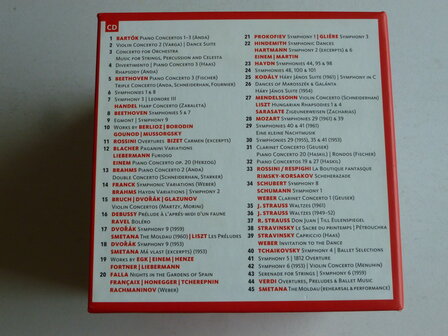 CD
1 BARTÓK PIANO CONCERTOS 1-3 (ANDA)
2 VIOLIN CONCERTO 2 (VARGA) | DANCE SUITE
3 CONCERTO FOR ORCHESTRA
MUSIC FOR STRINGS, PERCUSSION AND CELESTA
4 DIVERTIMENTO | PIANO CONCERTO 3 (HAAS)
RHAPSODY (ANDA)
5 BEETHOVEN PIANO CONCERTO 3 (FISCHER)
TRIPLE CONCERTO (ANDA, SCHNEIDERHAN, FOURNIER)
6 SYMPHONIES 1 & 8
7 SYMPHONY 3 | LEONORE III
HANDEL HARP CONCERTO (ZABALETA)
8 BEETHOVEN SYMPHONIES 5 & 7
9 EGMONT | SYMPHONY 9
10 WORKS BY BERLIOZ | BORODIN
GOUNOD | MUSSORGSKY
11 ROSSINI OVERTURES BIZET CARMEN (EXCERPTS)
12 BLACHER PAGANINI VARIATIONS
LIEBERMANN FURIOSO
EINEM PIANO CONCERTO OP. 20 (HERZOG)
13 BRAHMS PIANO CONCERTO 2 (ANDA)
DOUBLE CONCERTO (SCHNEIDERHAN, STARKER)
14 FRANCK SYMPHONIC VARIATIONS (WEBER)
BRAHMS HAYDN VARIATIONS | SYMPHONY 2
15 BRUCH | DVOŘÁK | GLAZUNOV
VIOLIN CONCERTOS (MARTZY, MORINI)
16 DEBUSSY PRÉLUDE À L'APRÈS-MIDI D'UN FAUNE
RAVEL BOLÉRO
17 DVOŘÁK SYMPHONY 9 (1959)
SMETANA THE MOLDAU (1960) | LISZT LES PRÉLUDES
18 DVOŘÁK SYMPHONY 9 (1953)
SMETANA MÁ VLAST (EXCERPTS) (1953)
19 WORKS BY EGK | EINEM | HENZE
FORTNER | LIEBERMANN
20 FALLA NIGHTS IN THE GARDENS OF SPAIN
FRANÇAIX | HONEGGER | TCHEREPNIN
RACHMANINOV (WEBER)
21 PROKOFIEV SYMPHONY 1 | GLIÈRE SYMPHONY 3
22 HINDEMITH SYMPHONIC DANCES
HARTMANN SYMPHONY 2 (EXCERPTS) & 6
EINEM | MARTIN
23 HAYDN SYMPHONIES 44, 95 & 98
24 SYMPHONIES 48, 100 & 101
25 KODÁLY HÁRY JÁNOS SUITE (1961) | SYMPHONY IN C
26 DANCES OF MAROSSZÉK & GALÁNTA
HÁRY JÁNOS SUITE (1954)
27 MENDELSSOHN VIOLIN CONCERTO (SCHNEIDERHAN)
LISZT HUNGARIAN RHAPSODIES 1 & 4
SARASATE ZIGEUNERWEISEN (ZACHARIAS)
28 MOZART SYMPHONIES 29 (1961) & 39
29 SYMPHONIES 40 & 41 (1960)
EINE KLEINE NACHTMUSIK
30 SYMPHONIES 29 (1955), 35 & 41 (1953)
31 CLARINET CONCERTO (GEUSER)
PIANO CONCERTO 20 (HASKIL) | RONDOS (FISCHER)
32 PIANO CONCERTOS 19 & 27 (HASKIL)
33 ROSSINI / RESPIGHI LA BOUTIQUE FANTASQUE
RIMSKY-KORSAKOV SCHEHERAZADE
34 SCHUBERT SYMPHONY 8
SCHUMANN SYMPHONY 1
WEBER CLARINET CONCERTO 1 (GEUSER)
35 J. STRAUSS WALTZES (1961)
36 J. STRAUSS WALTZES (1949-52)
37 R. STRAUSS DON JUAN | TILL EULENSPIEGEL
38 STRAVINSKY LE SACRE DU PRINTEMPS | PÉTROUCHKA
39 STRAVINSKY CAPRICCIO (HAAS)
WEBER INVITATION TO THE DANCE
40 TCHAIKOVSKY SYMPHONY 4 | BALLET SELECTIONS
41 SYMPHONY 5 | 1812 OVERTURE
42 SYMPHONY 6 (1953) | VIOLIN CONCERTO (MENUHIN)
43 SERENADE FOR STRINGS | SYMPHONY 6 (1959)
44 VERDI OVERTURES, PRELUDES & BALLET MUSIC
45 SMETANA THE MOLDAU (REHEARSAL & PERFORMANCE)